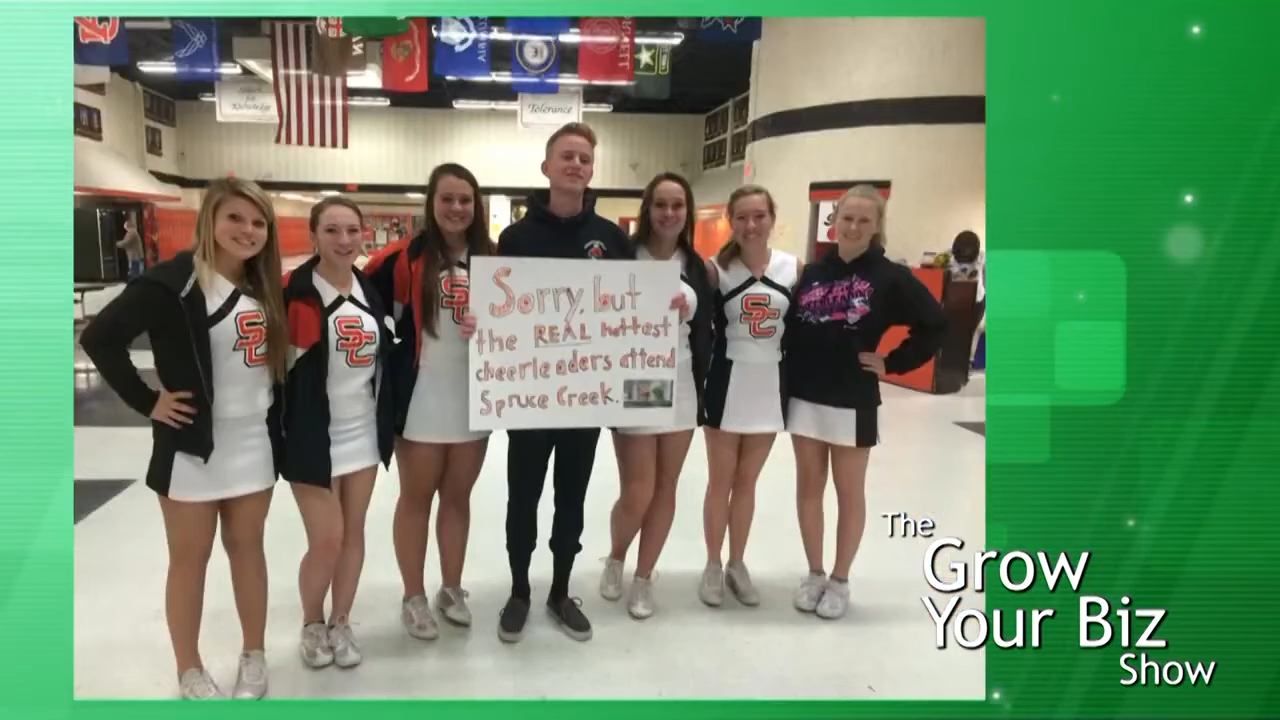 Tolerance
SC
SC
SC
SC
Sorry, but
the REAL hottest
cheerleaders attend
Spruce Creek.
The
Grow
Your Biz
Show